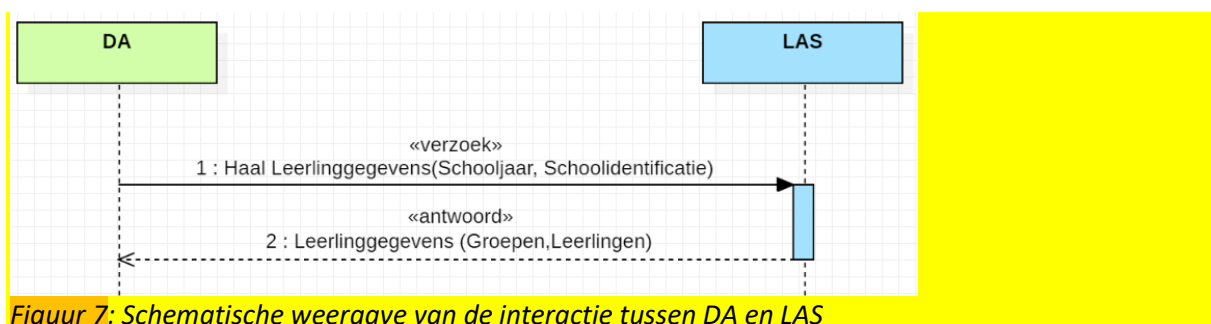 DA
LAS
«verzoek»
1 : Haal Leerlinggegevens(Schooljaar, Schoolidentificatie)
«antwoord»
2 : Leerlinggegevens (Groepen,Leerlingen)
Figuur 7: Schematische weergave van de interactie tussen DA en LAS